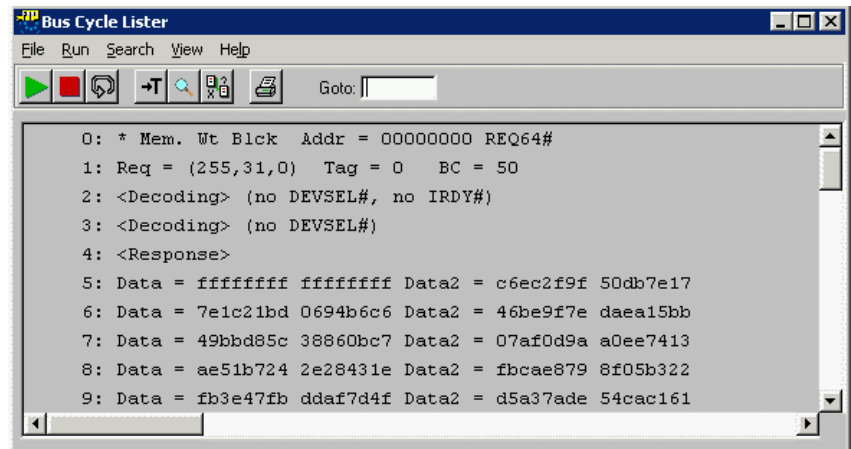 Bus Cycle Lister
File Run Search View Help
→T Goto:
0: * Mem. Wt Blck Addr = 00000000 REQ64#
1: Req = (255,31,0) Tag = 0 BC = 50
2: <Decoding> (no DEVSEL#, no IRDY#)
3: <Decoding> (no DEVSEL#)
4: <Response>
5: Data = ffffffff ffffffff Data2 = c6ec2f9f 50db7e17
6: Data = 7e1c21bd 0694b6c6 Data2 = 46be9f7e daea15bb
7: Data = 49bbd85c 38860bc7 Data2 = 07af0d9a a0ee7413
8: Data = ae51b724 2e28431e Data2 = fbcae879 8f05b322
9: Data = fb3e47fb ddaf7d4f Data2 = d5a37ade 54cac161